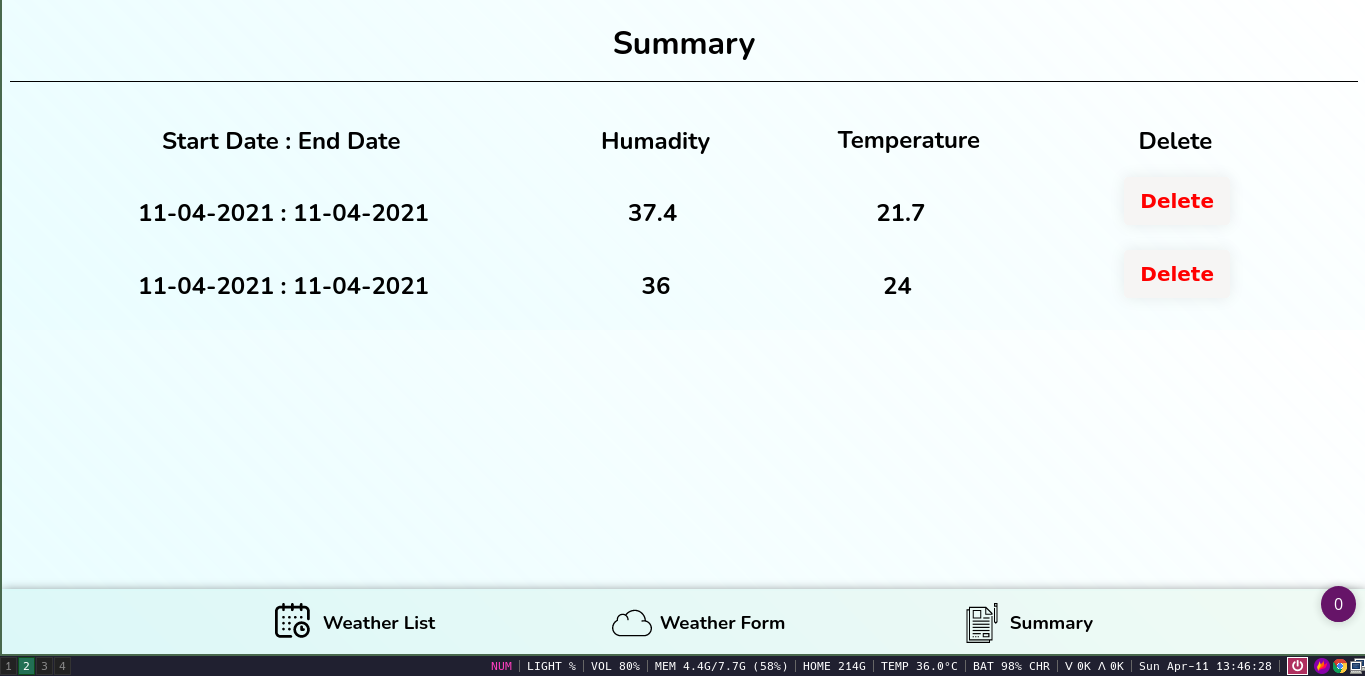 Summary
Start Date : End Date Humadity Temperature Delete
11-04-2021 : 11-04-2021 37.4 21.7 Delete
11-04-2021 : 11-04-2021 36 24 Delete
0
Weather List Weather Form Summary
1 2 3 4 NUM LIGHT % VOL 80% MEM 4.4G/7.7G (58%) HOME 214G TEMP 36.0°C BAT 98% CHR V 0K Λ 0K Sun Apr-11 13:46:28